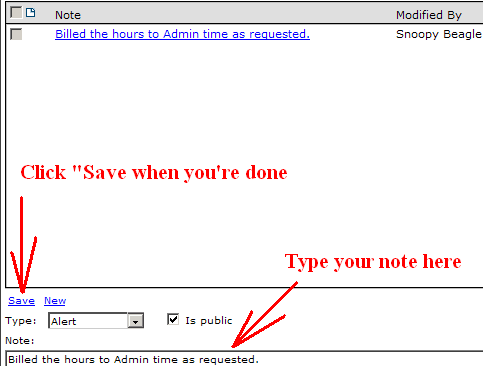 Note Modified By
Billed the hours to Admin time as requested. Snoopy Beagle
Click "Save when you're done
Type your note here
Save New
Type: Alert Is public
Note:
Billed the hours to Admin time as requested.